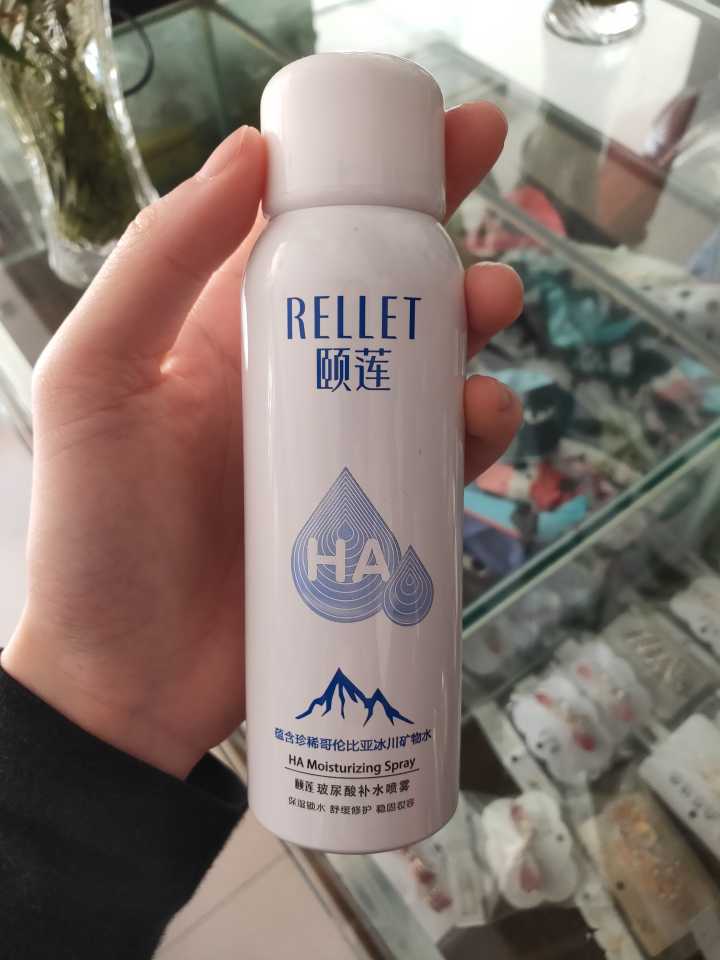 RELLET
颐莲
HA
蕴含珍稀哥伦比亚冰川矿物水
HA Moisturizing Spray
颐莲玻尿酸补水喷雾
保湿锁水 舒缓修护 稳固妆容